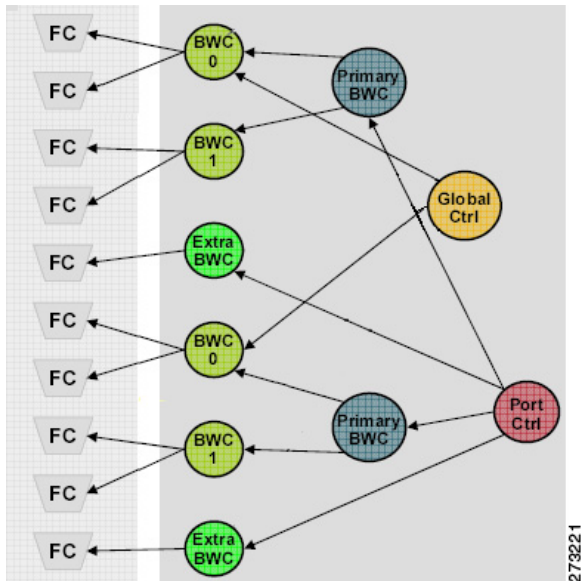 FC
FC
FC
FC
FC
FC
FC
FC
FC
FC
BWC
0
BWC
1
Extra
BWC
BWC
0
BWC
1
Extra
BWC
Primary
BWC
Primary
BWC
Global
Ctrl
Port
Ctrl
273221